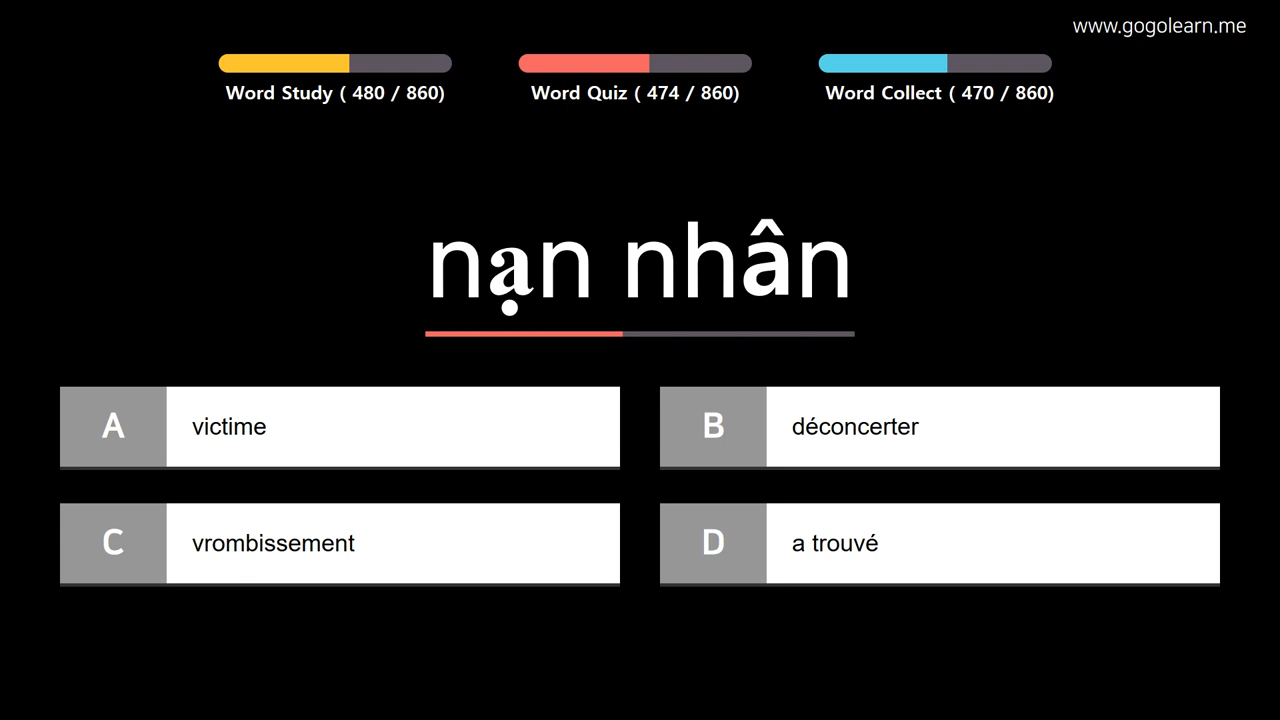 www.gogolearn.me
Word Study ( 480 / 860)
Word Quiz ( 474 / 860)
Word Collect ( 470 / 860)
nạn nhân
A victime
B déconcerter
C vrombissement
D a trouvé